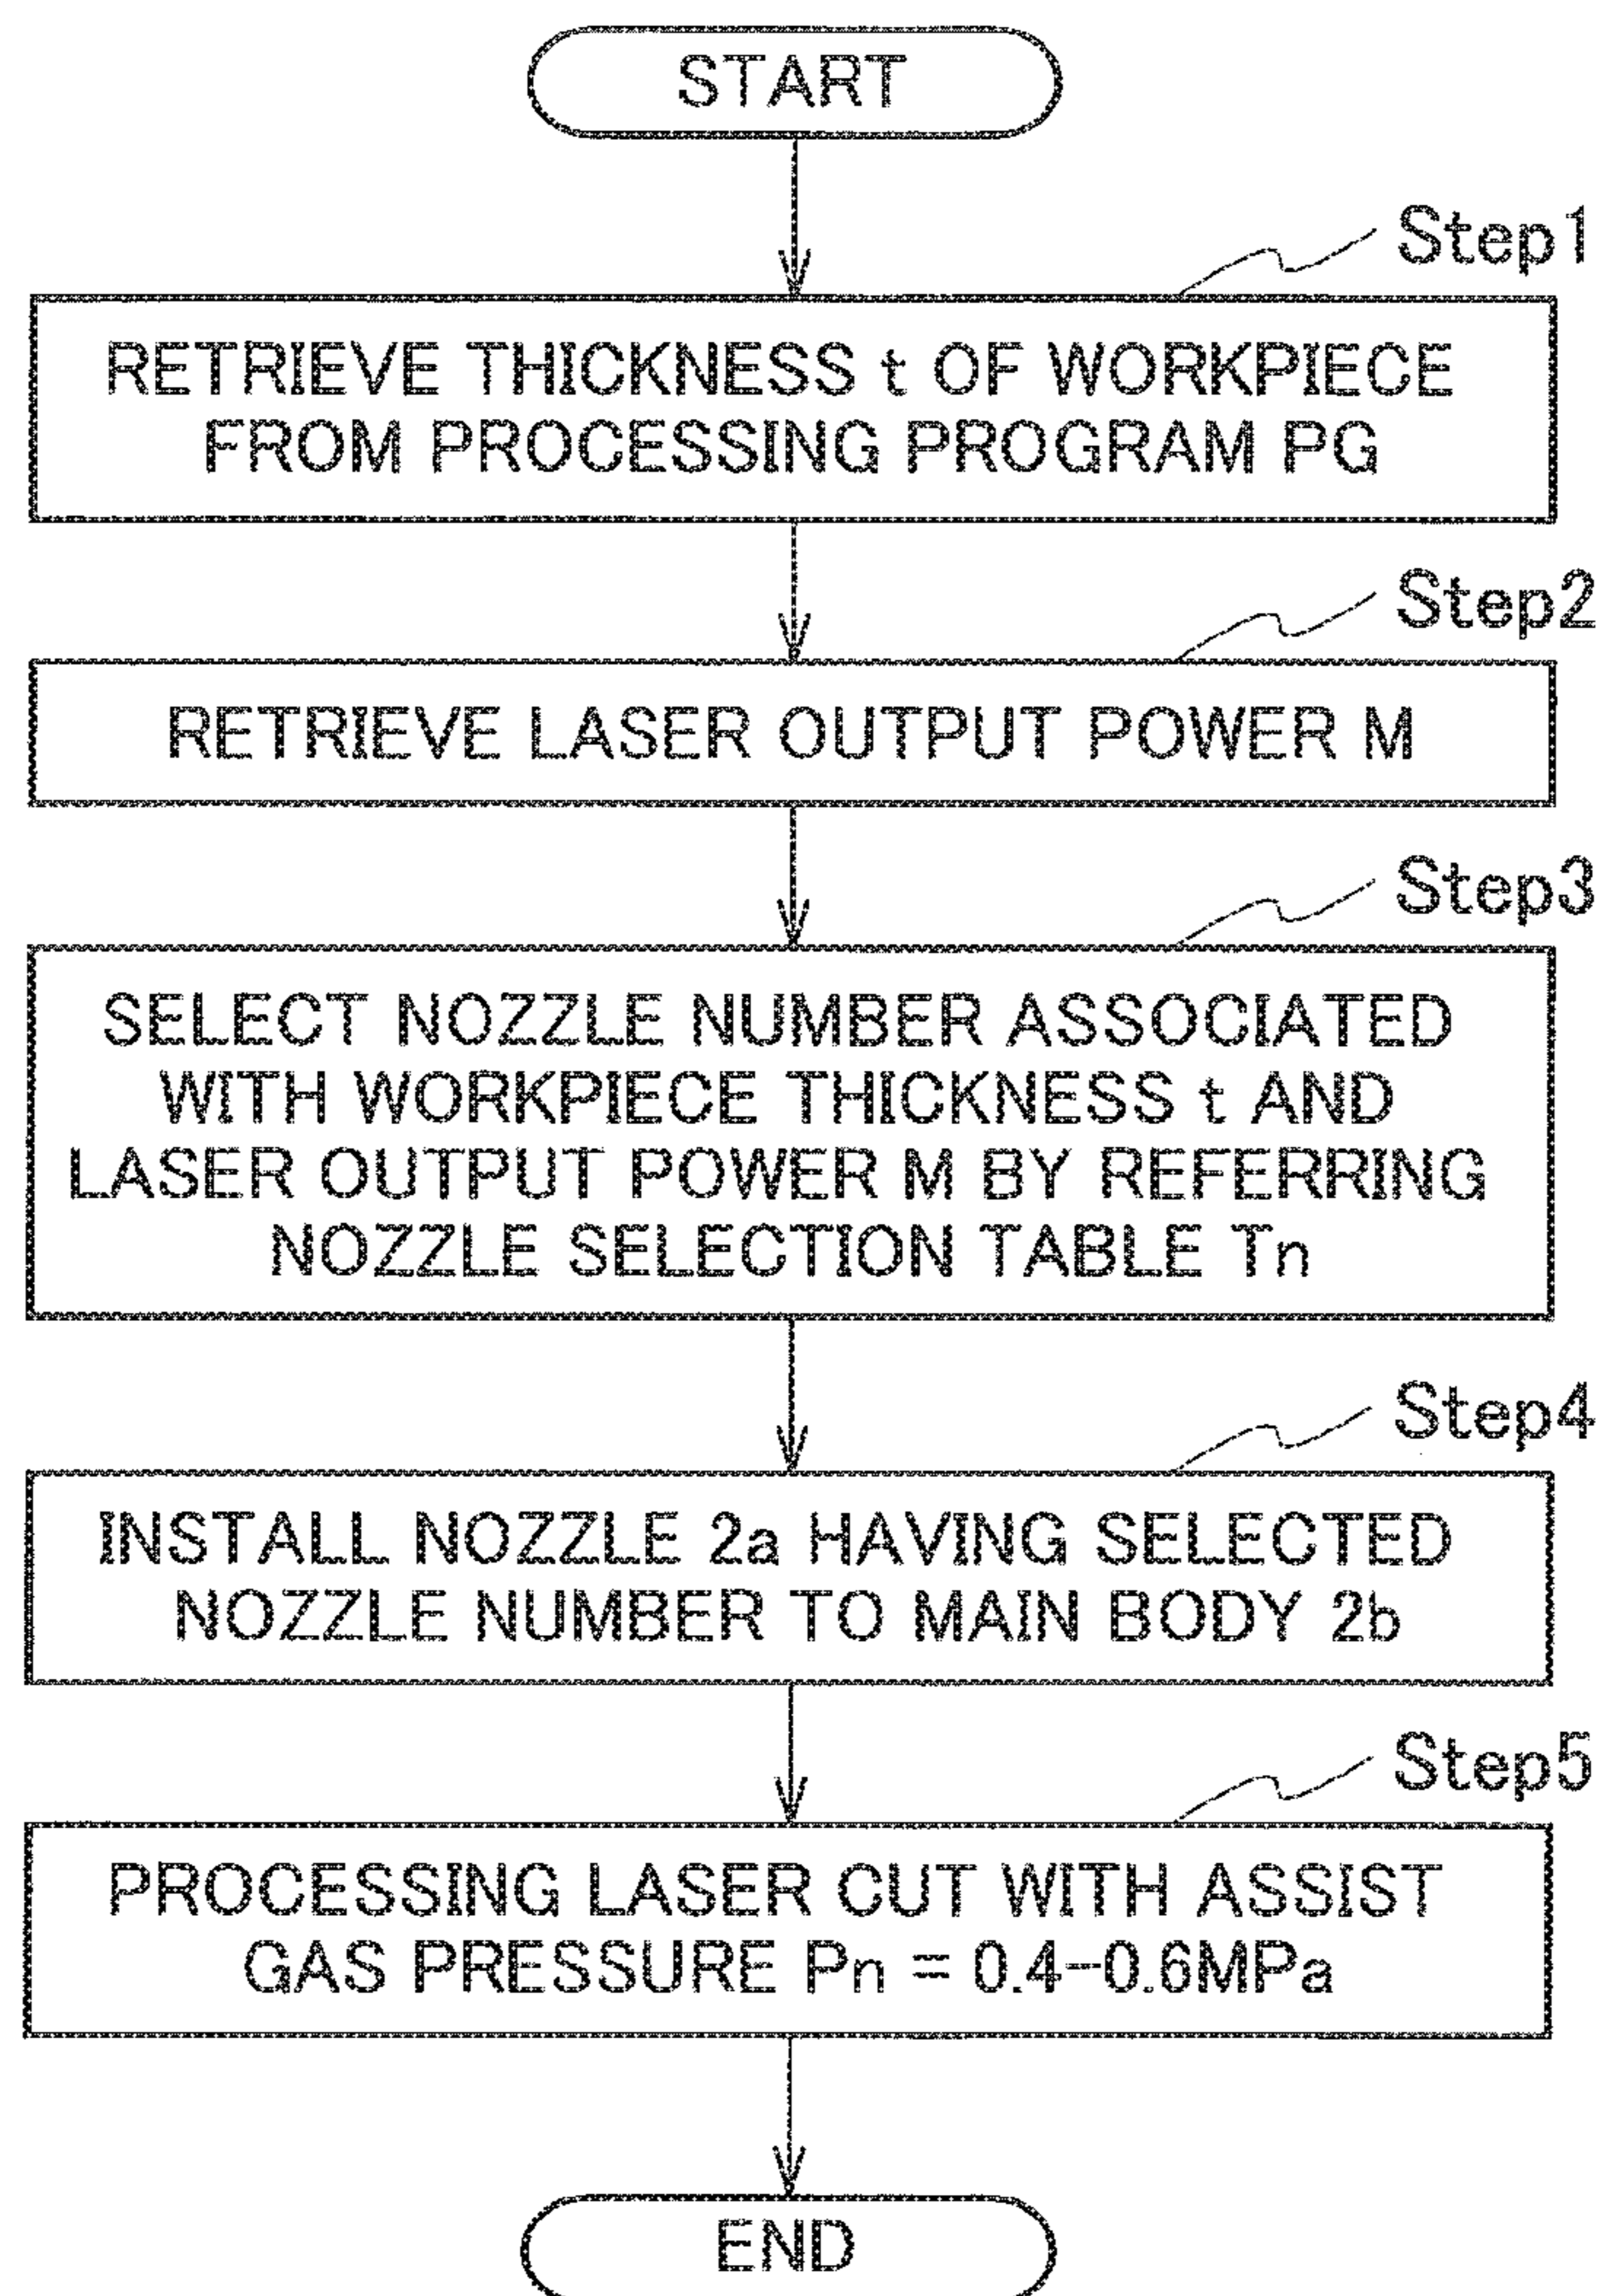 START
Step1
RETRIEVE THICKNESS t OF WORKPIECE
FROM PROCESSING PROGRAM PG
Step2
RETRIEVE LASER OUTPUT POWER M
Step3
SELECT NOZZLE NUMBER ASSOCIATED
WITH WORKPIECE THICKNESS t AND
LASER OUTPUT POWER M BY REFERRING
NOZZLE SELECTION TABLE Tn
Step4
INSTALL NOZZLE 2a HAVING SELECTED
NOZZLE NUMBER TO MAIN BODY 2b
Step5
PROCESSING LASER CUT WITH ASSIST
GAS PRESSURE Pn = 0.4-0.6MPa
END